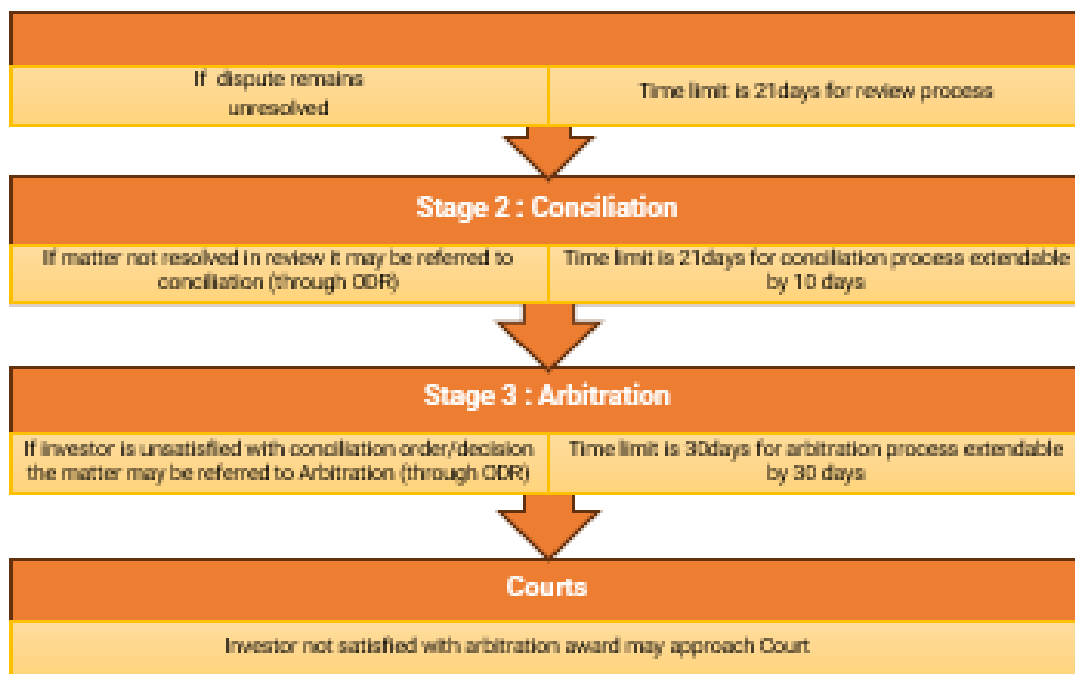 If dispute remains
unresolved
Time limit is 21days for review process
Stage 2 : Conciliation
If matter not resolved in review it may be referred to
conciliation (through ODR)
Time limit is 21days for conciliation process extendable
by 10 days
Stage 3 : Arbitration
If investor is unsatisfied with conciliation order/decision
the matter may be referred to Arbitration (through ODR)
Time limit is 30days for arbitration process extendable
by 30 days
Courts
Investor not satisfied with arbitration award may approach Court